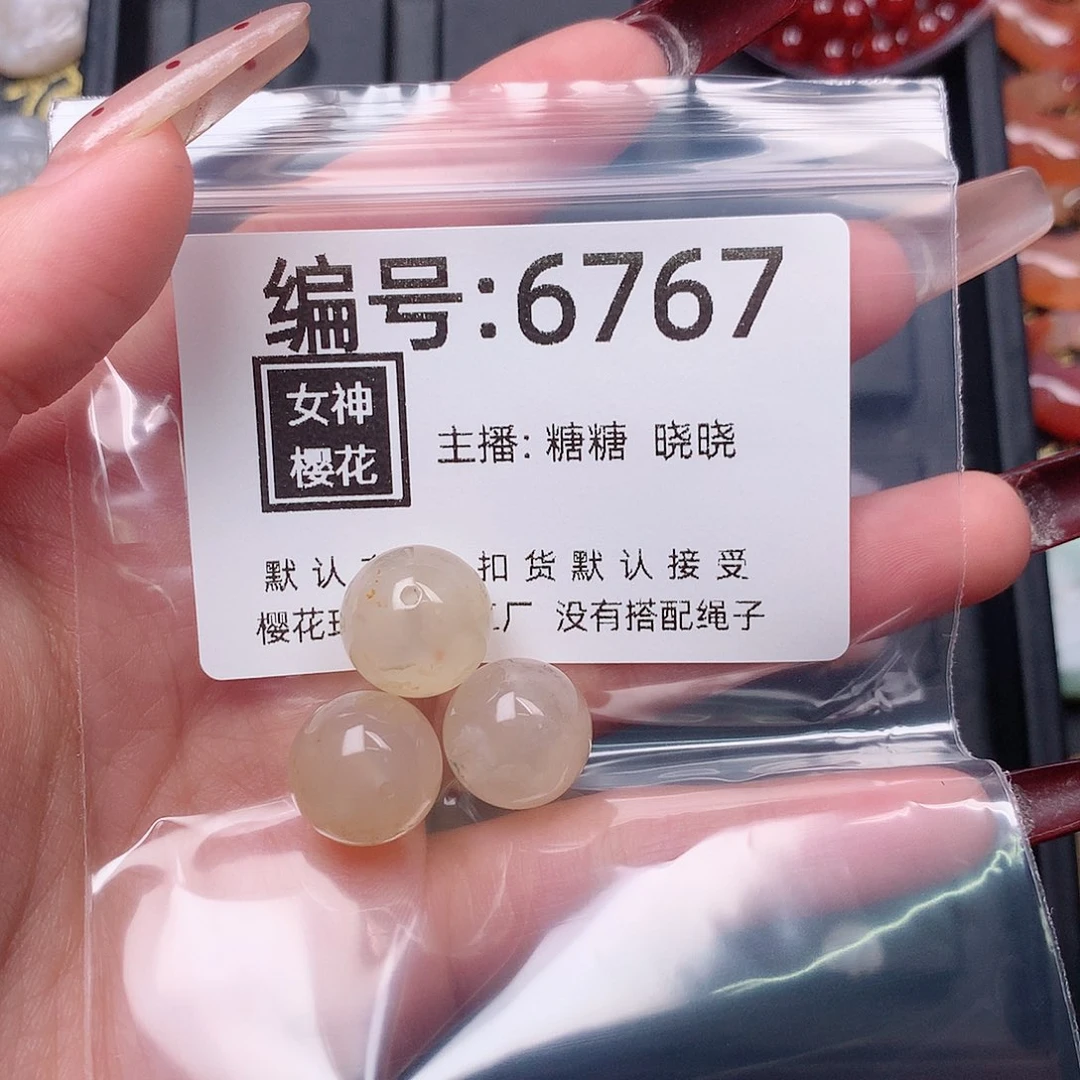 编号:6767
女神
樱花
主播: 糖糖 晓晓
默认 扣货默认接受
樱花 厂 没有搭配绳子